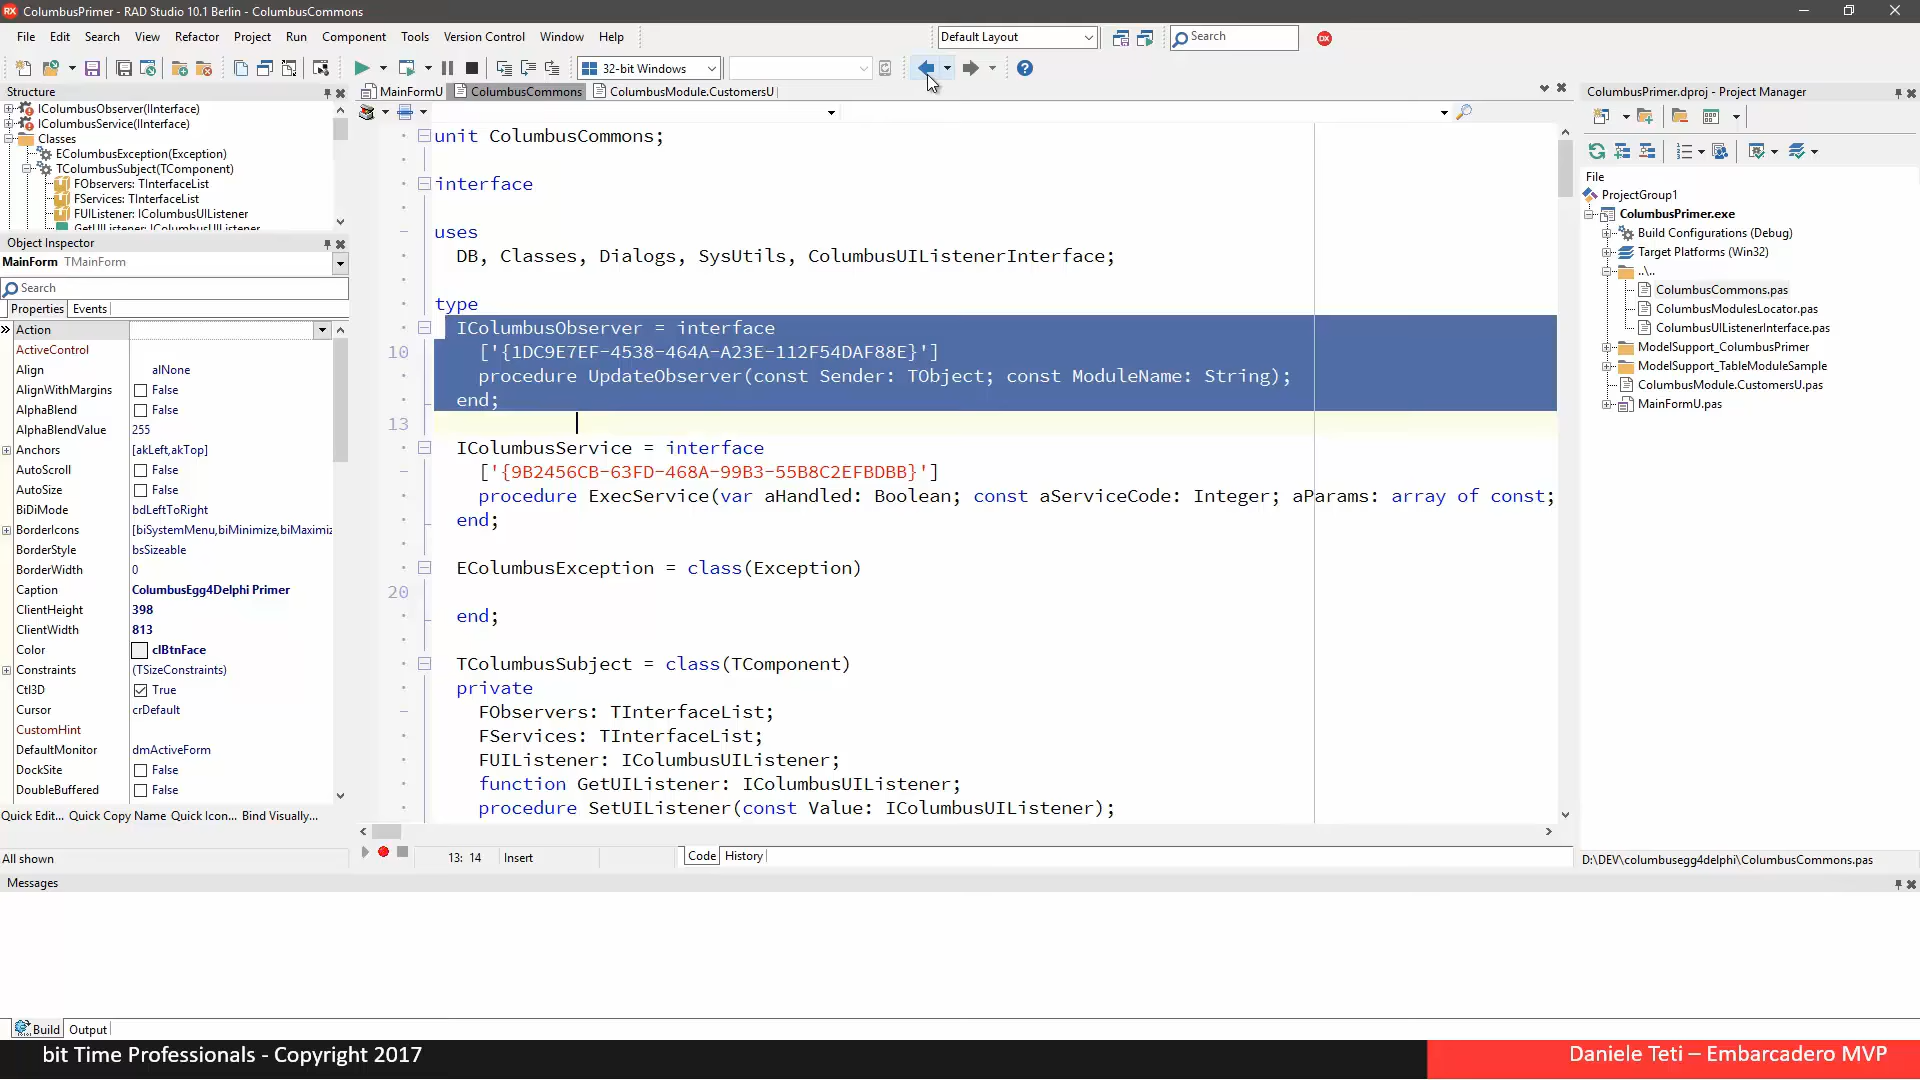 ColumbusPrimer - RAD Studio 10.1 Berlin - ColumbusCommons
File Edit Search View Refactor Project Run Component Tools Version Control Window Help
Default Layout
Search
32-bit Windows
Structure
IColumbusObserver(IInterface)
IColumbusService(IInterface)
Classes
EColumbusException(Exception)
TColumbusSubject(TComponent)
FObservers: TInterfaceList
FServices: TInterfaceList
FUIListener: IColumbusUIListener
GetUIListener: IColumbusUIListener
Object Inspector
MainForm TMainForm
Search
Properties Events
Action
ActiveControl
Align alNone
AlignWithMargins False
AlphaBlend False
AlphaBlendValue 255
Anchors [akLeft,akTop]
AutoScroll False
AutoSize False
BiDiMode bdLeftToRight
BorderIcons [biSystemMenu,biMinimize,biMaximiz
BorderStyle bsSizeable
BorderWidth 0
Caption ColumbusEgg4Delphi Primer
ClientHeight 398
ClientWidth 813
Color clBtnFace
Constraints (TSizeConstraints)
Ctl3D True
Cursor crDefault
CustomHint
DefaultMonitor dmActiveForm
DockSite False
DoubleBuffered False
Quick Edit... Quick Copy Name Quick Icon... Bind Visually...
All shown
MainFormU ColumbusCommons ColumbusModule.CustomersU
unit ColumbusCommons;
interface
uses
DB, Classes, Dialogs, SysUtils, ColumbusUIListenerInterface;
type
IColumbusObserver = interface
10 ['{1DC9E7EF-4538-464A-A23E-112F54DAF88E}']
procedure UpdateObserver(const Sender: TObject; const ModuleName: String);
end;
13
IColumbusService = interface
['{9B2456CB-63FD-468A-99B3-55B8C2EFBDBB}']
procedure ExecService(var aHandled: Boolean; const aServiceCode: Integer; aParams: array of const;
end;
EColumbusException = class(Exception)
20
end;
TColumbusSubject = class(TComponent)
private
FObservers: TInterfaceList;
FServices: TInterfaceList;
FUIListener: IColumbusUIListener;
function GetUIListener: IColumbusUIListener;
procedure SetUIListener(const Value: IColumbusUIListener);
13: 14 Insert
Code History
ColumbusPrimer.dproj - Project Manager
File
ProjectGroup1
ColumbusPrimer.exe
Build Configurations (Debug)
Target Platforms (Win32)
..\..
ColumbusCommons.pas
ColumbusModulesLocator.pas
ColumbusUIListenerInterface.pas
ModelSupport_ColumbusPrimer
ModelSupport_TableModuleSample
ColumbusModule.CustomersU.pas
MainFormU.pas
D:\DEV\columbusegg4delphi\ColumbusCommons.pas
Messages
Build Output
bit Time Professionals - Copyright 2017
Daniele Teti – Embarcadero MVP